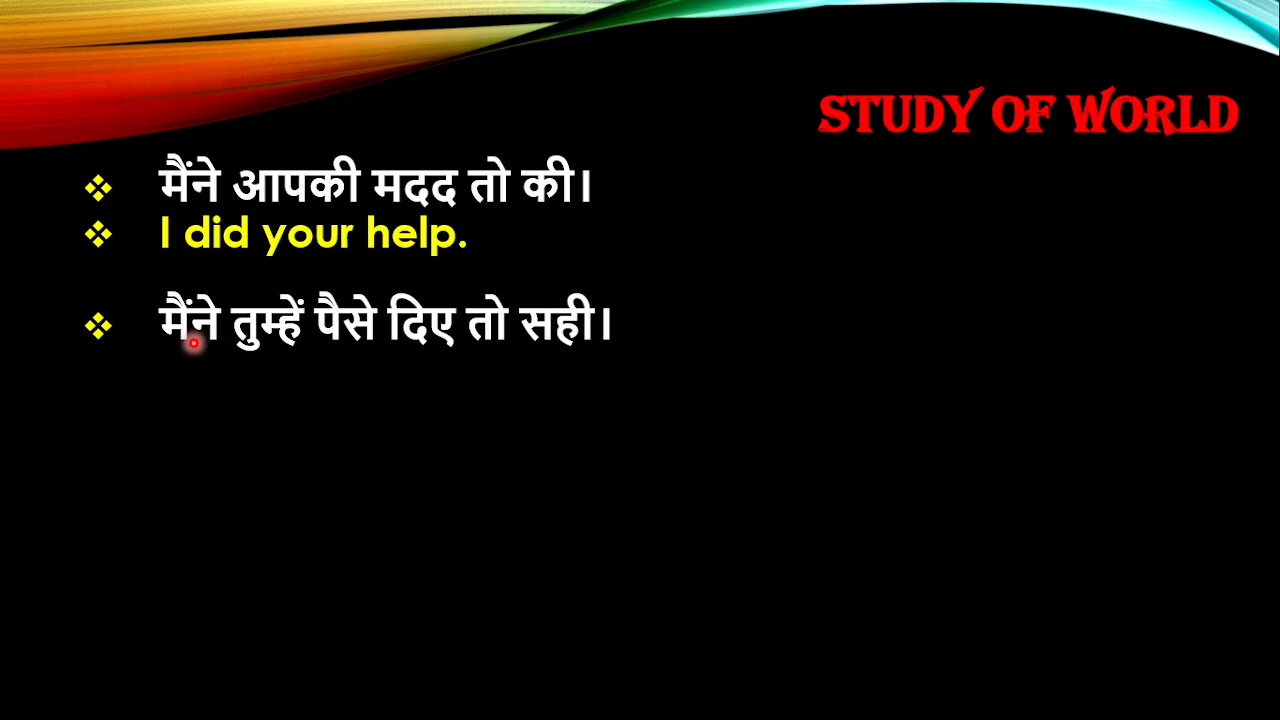 STUDY OF WORLD
मैंने आपकी मदद तो की।
I did your help.
मैंने तुम्हें पैसे दिए तो सही।